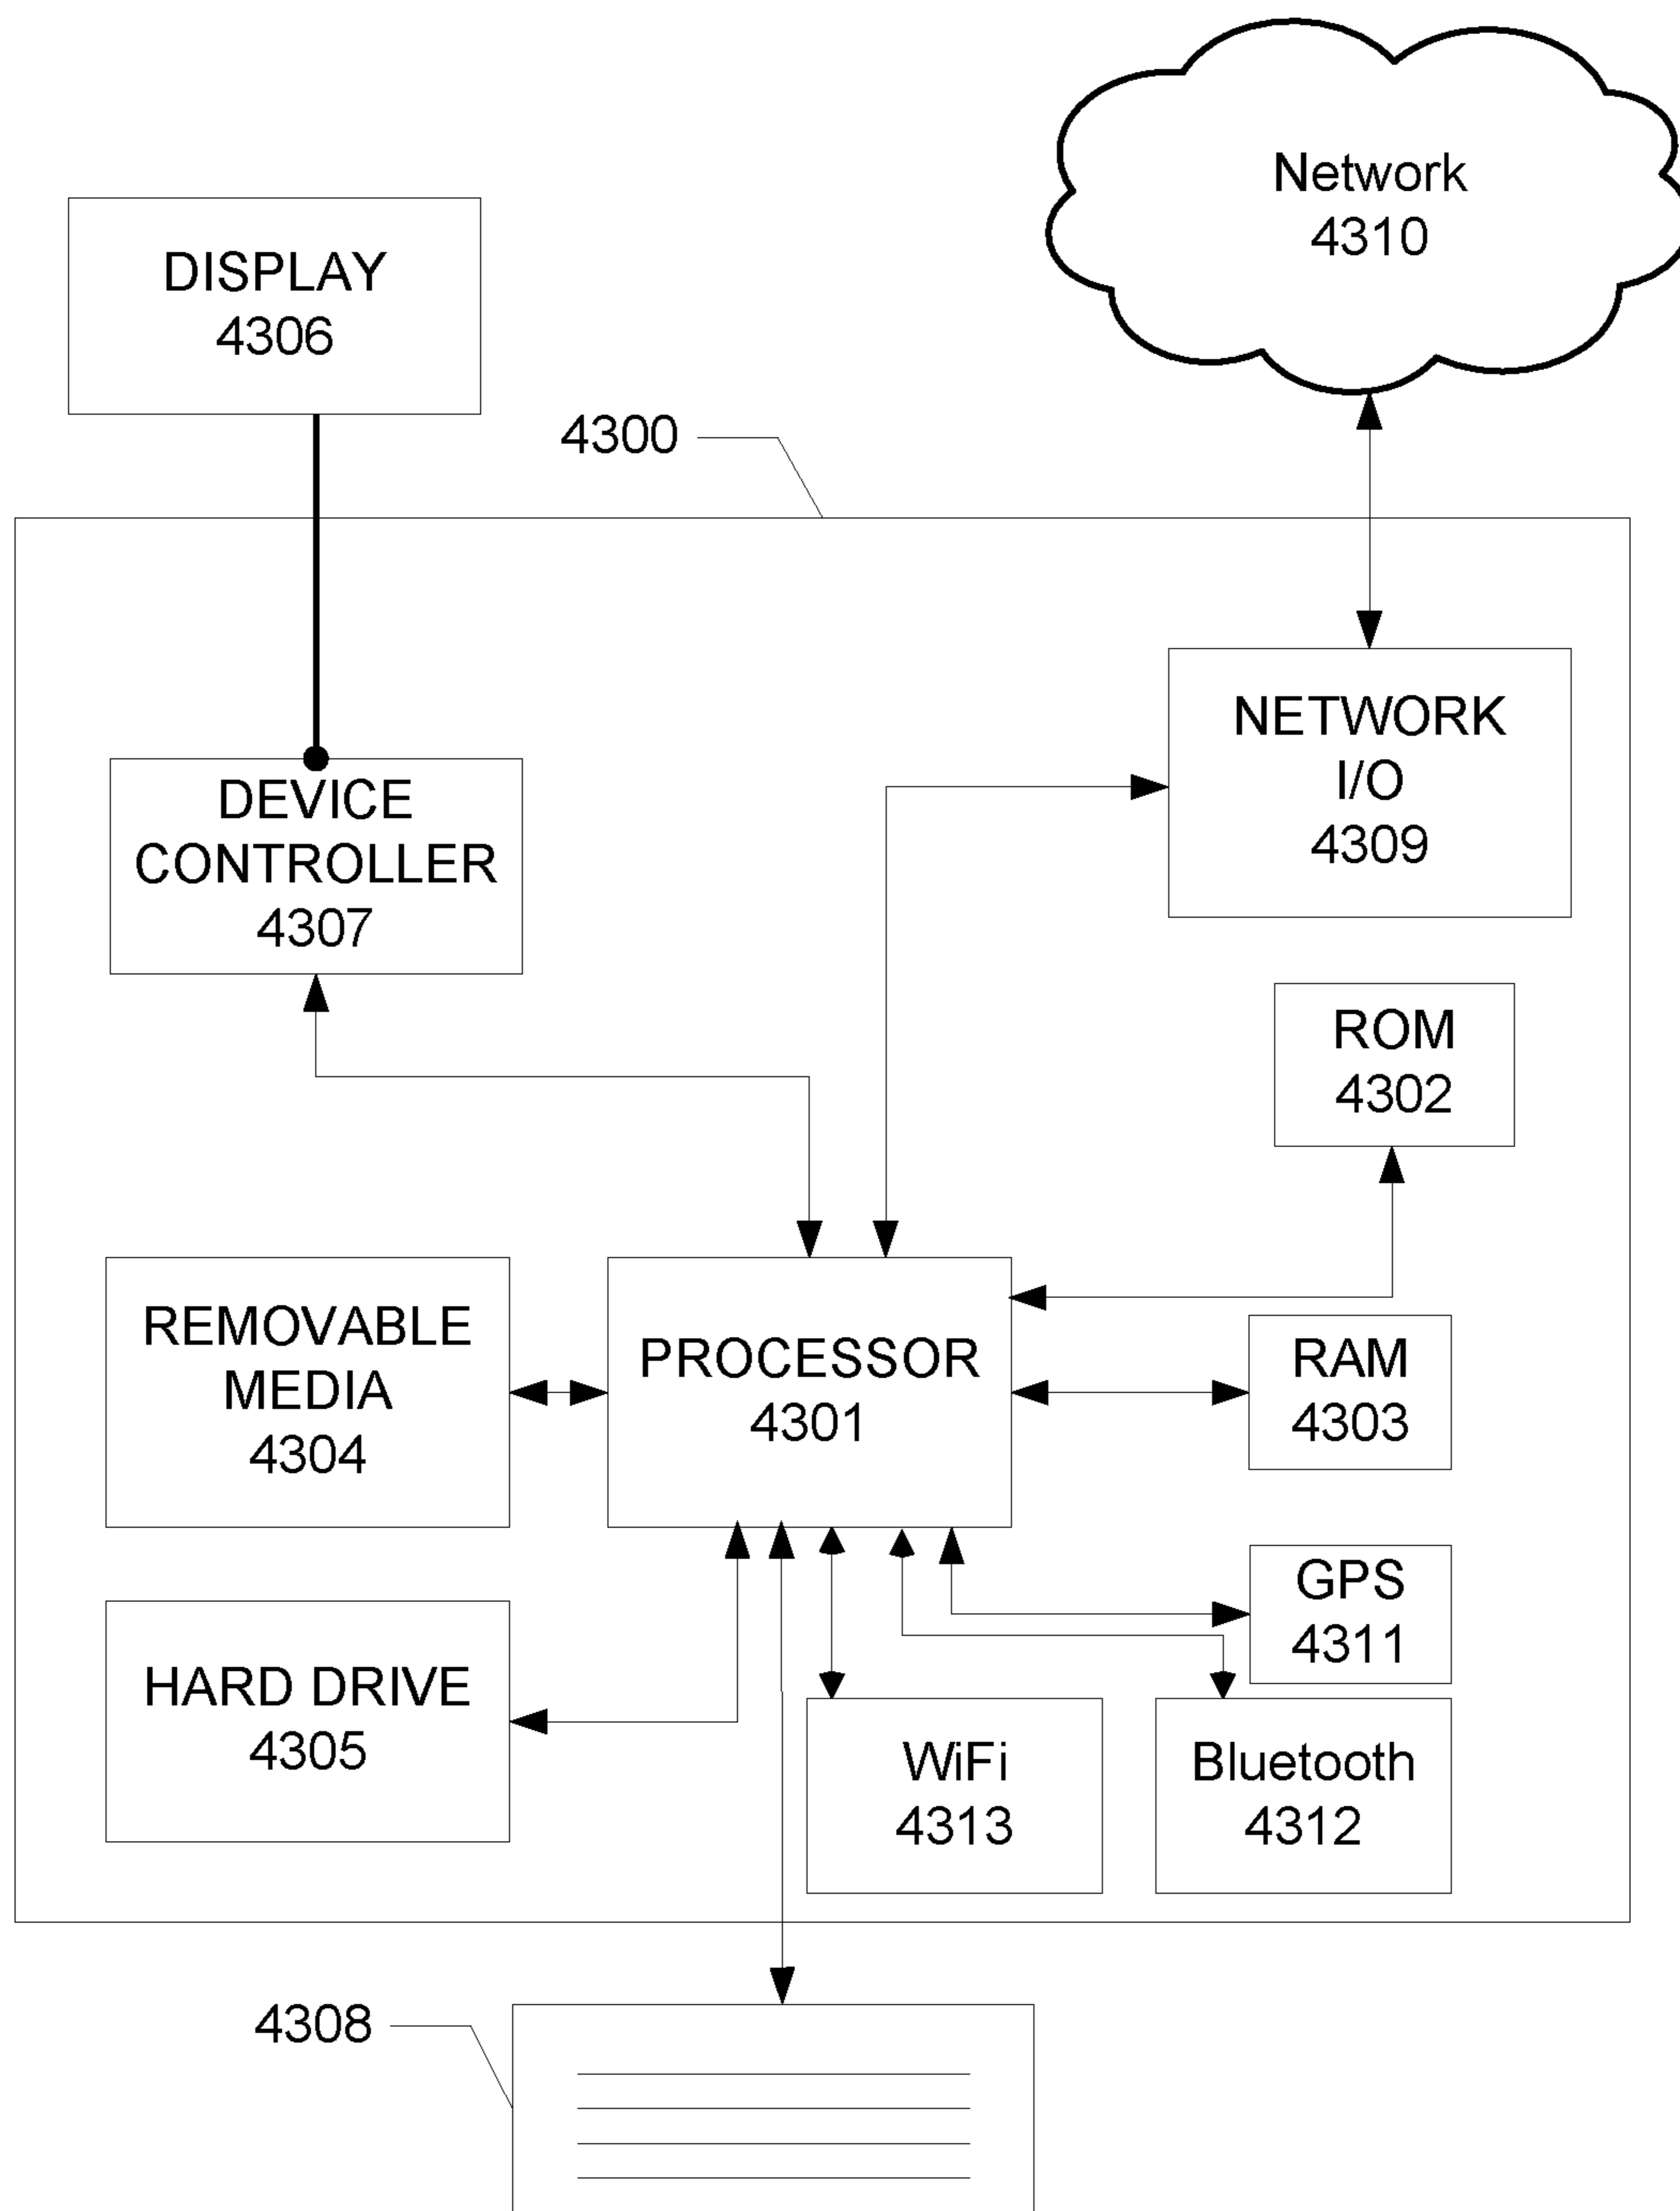 Network
4310
DISPLAY
4306
4300
NETWORK
I/O
4309
DEVICE
CONTROLLER
4307
ROM
4302
REMOVABLE
MEDIA
4304
PROCESSOR
4301
RAM
4303
GPS
4311
HARD DRIVE
4305
WiFi
4313
Bluetooth
4312
4308